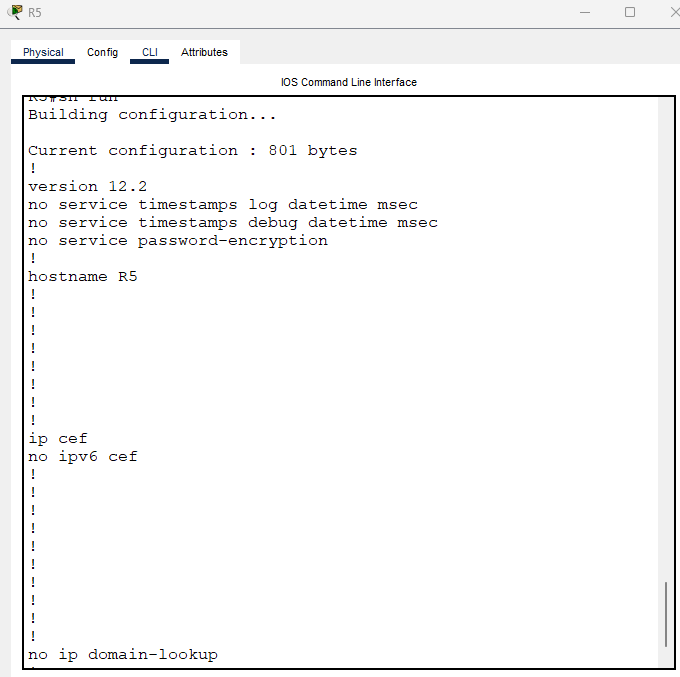 R5
Physical Config CLI Attributes
IOS Command Line Interface
R5#sh run
Building configuration...
Current configuration : 801 bytes
!
version 12.2
no service timestamps log datetime msec
no service timestamps debug datetime msec
no service password-encryption
!
hostname R5
!
!
!
!
!
!
!
!
ip cef
no ipv6 cef
!
!
!
!
!
!
!
!
!
!
no ip domain-lookup